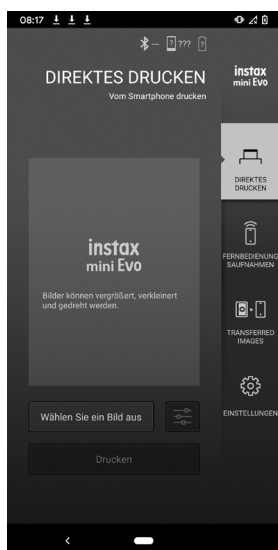 08:17
– ? ??? ?
DIREKTES DRUCKEN
Vom Smartphone drucken
instax
mini Evo
DIREKTES
DRUCKEN
FERNBEDIENUNG
SAUFNAHMEN
TRANSFERRED
IMAGES
EINSTELLUNGEN
instax
mini Evo
Bilder können vergrößert, verkleinert
und gedreht werden.
Wählen Sie ein Bild aus
Drucken